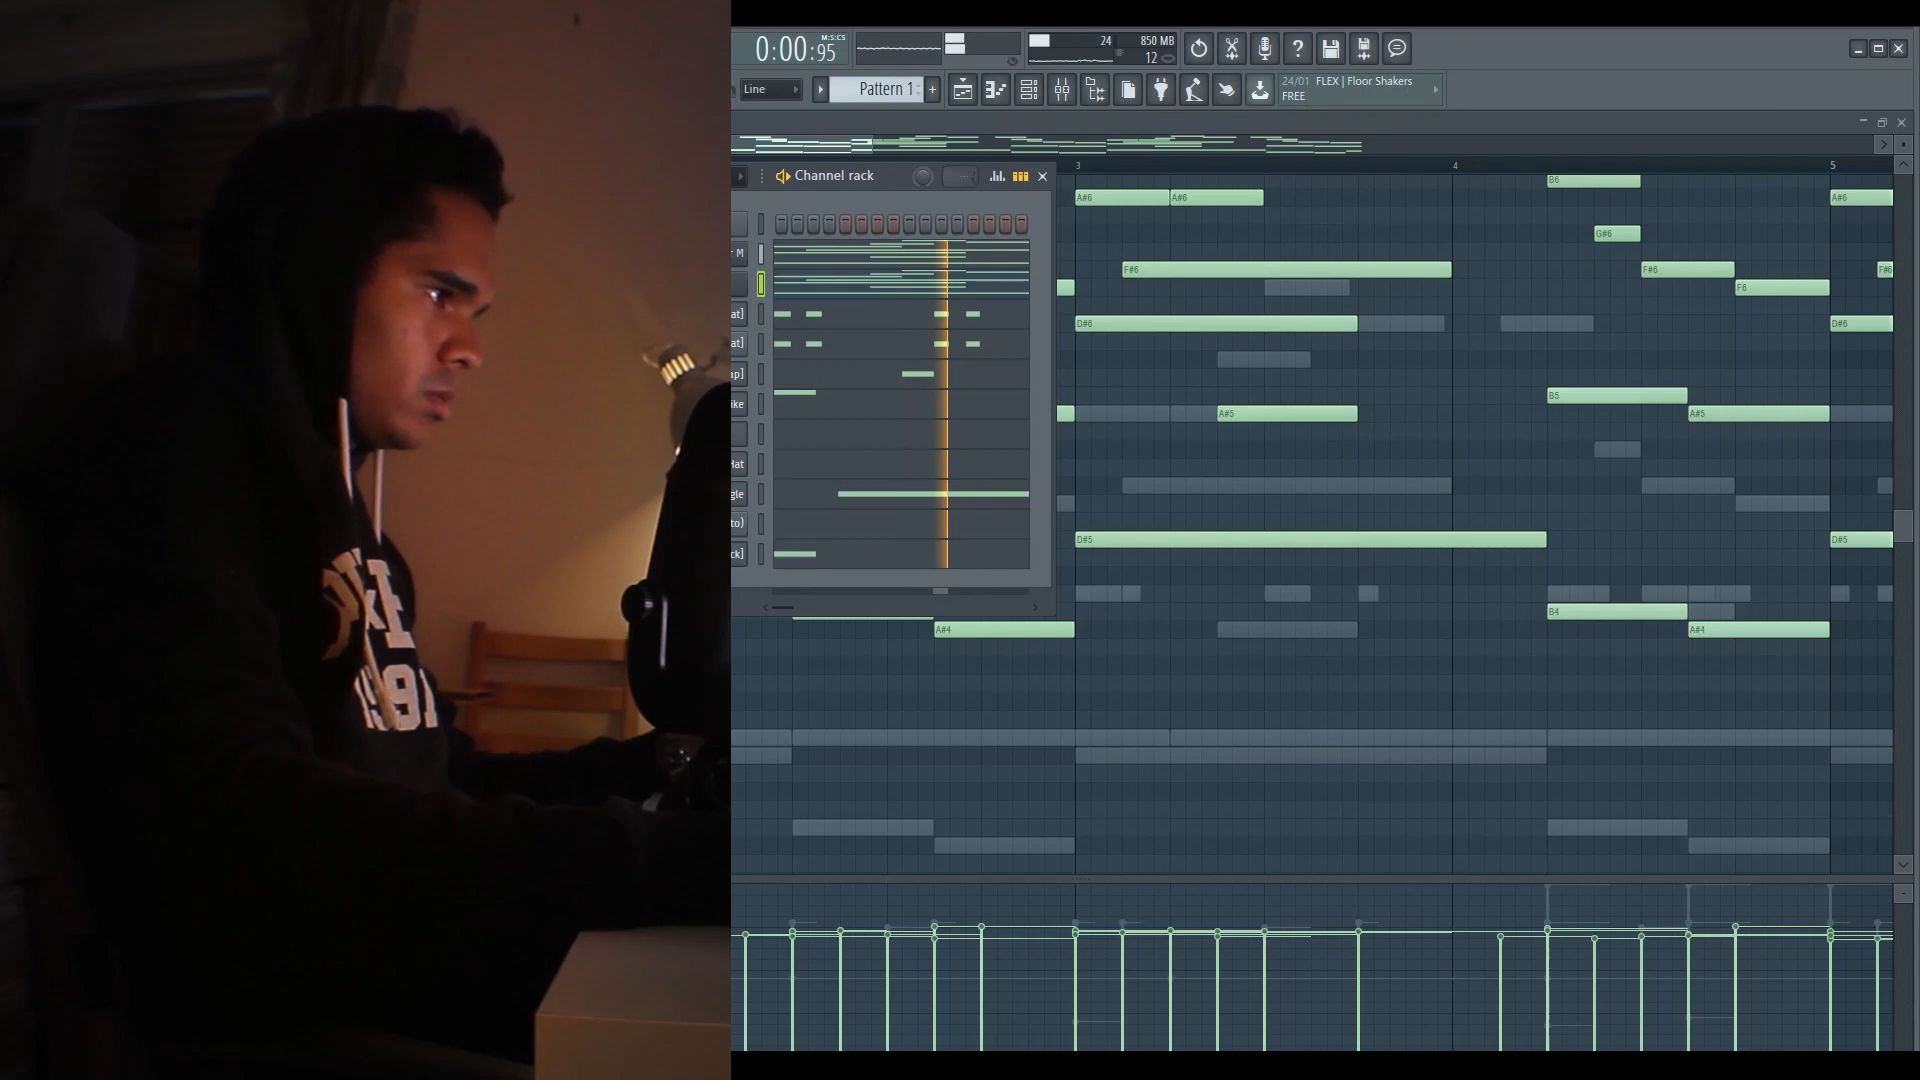 0:00:95
M:S:CS
24
850 MB
12
Line
Pattern 1
+
24/01 FLEX | Floor Shakers
FREE
Channel rack
3
4
5
r M
at]
at]
ap]
ike
Hat
gle
to)
ck]
B6
A#6
A#6
A#6
G#6
F#6
F#6
F#6
F6
D#6
D#6
B5
A#5
A#5
D#5
D#5
B4
A#4
A#4
1991